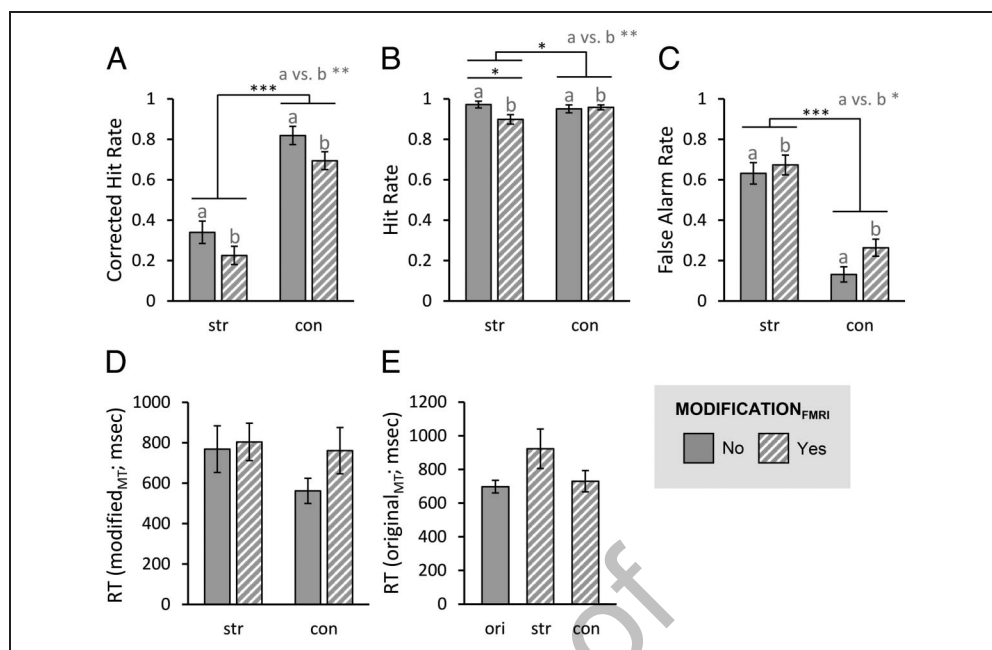 A
a vs. b **
***
Corrected Hit Rate
1
0.8
0.6
0.4
0.2
0
a
b
a
b
str
con
B
*
a vs. b **
*
Hit Rate
1
0.8
0.6
0.4
0.2
0
a
b
a
b
str
con
C
a vs. b *
***
False Alarm Rate
1
0.8
0.6
0.4
0.2
0
a
b
a
b
str
con
D
RT (modifiedMT; msec)
1000
800
600
400
200
0
str
con
E
RT (originalMT; msec)
1200
1000
800
600
400
200
0
ori
str
con
MODIFICATIONFMRI
No
Yes
of